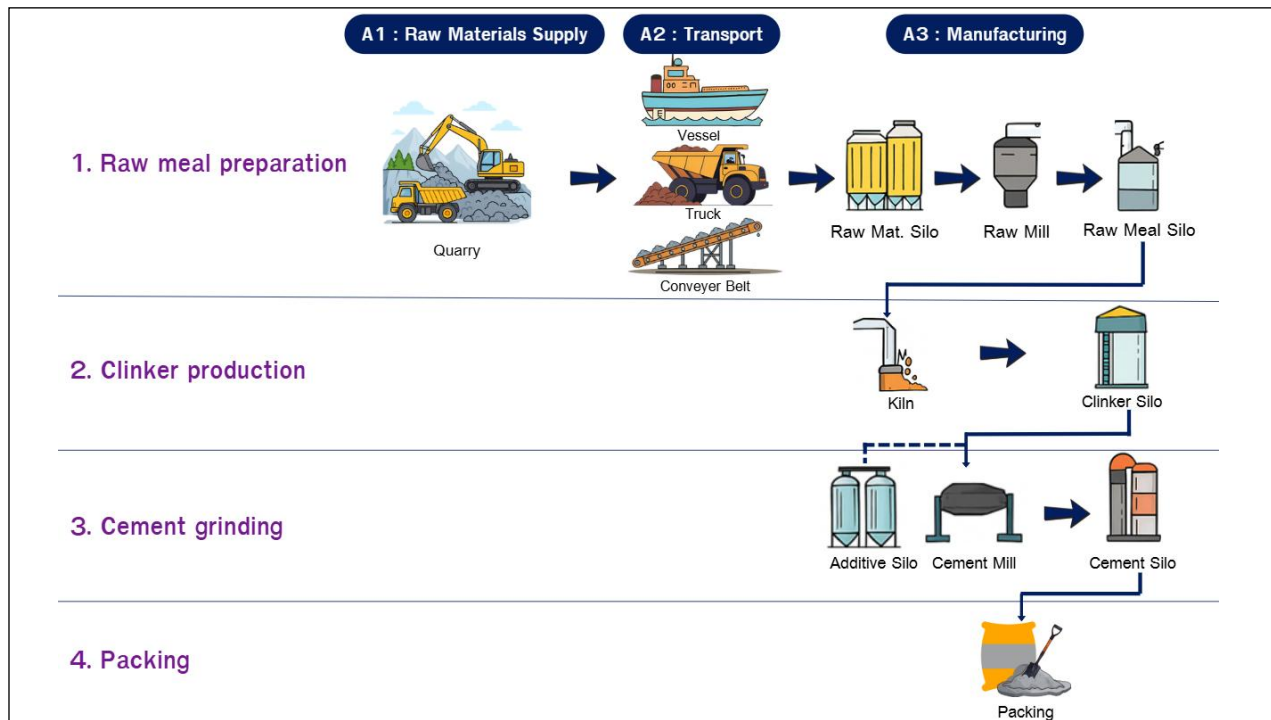 A1 : Raw Materials Supply
A2 : Transport
A3 : Manufacturing
1. Raw meal preparation
Quarry
Vessel
Truck
Conveyer Belt
Raw Mat. Silo
Raw Mill
Raw Meal Silo
2. Clinker production
Kiln
Clinker Silo
3. Cement grinding
Additive Silo
Cement Mill
Cement Silo
4. Packing
Packing